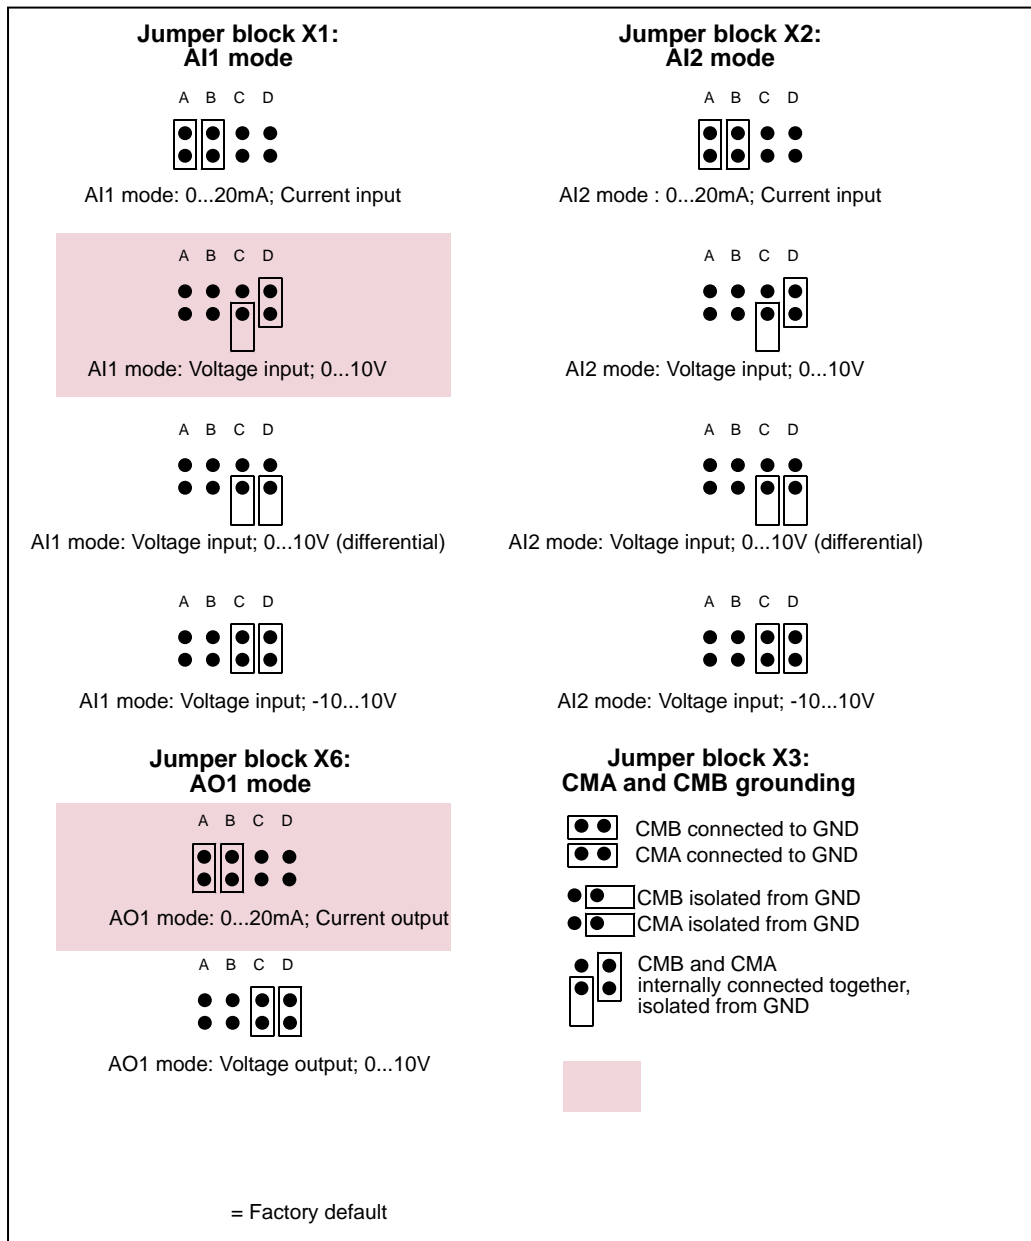 Jumper block X1:
AI1 mode
A B C D
AI1 mode: 0...20mA; Current input
A B C D
AI1 mode: Voltage input; 0...10V
A B C D
AI1 mode: Voltage input; 0...10V (differential)
A B C D
AI1 mode: Voltage input; -10...10V
Jumper block X2:
AI2 mode
A B C D
AI2 mode : 0...20mA; Current input
A B C D
AI2 mode: Voltage input; 0...10V
A B C D
AI2 mode: Voltage input; 0...10V (differential)
A B C D
AI2 mode: Voltage input; -10...10V
Jumper block X6:
AO1 mode
A B C D
AO1 mode: 0...20mA; Current output
A B C D
AO1 mode: Voltage output; 0...10V
Jumper block X3:
CMA and CMB grounding
CMB connected to GND
CMA connected to GND
CMB isolated from GND
CMA isolated from GND
CMB and CMA
internally connected together,
isolated from GND
= Factory default